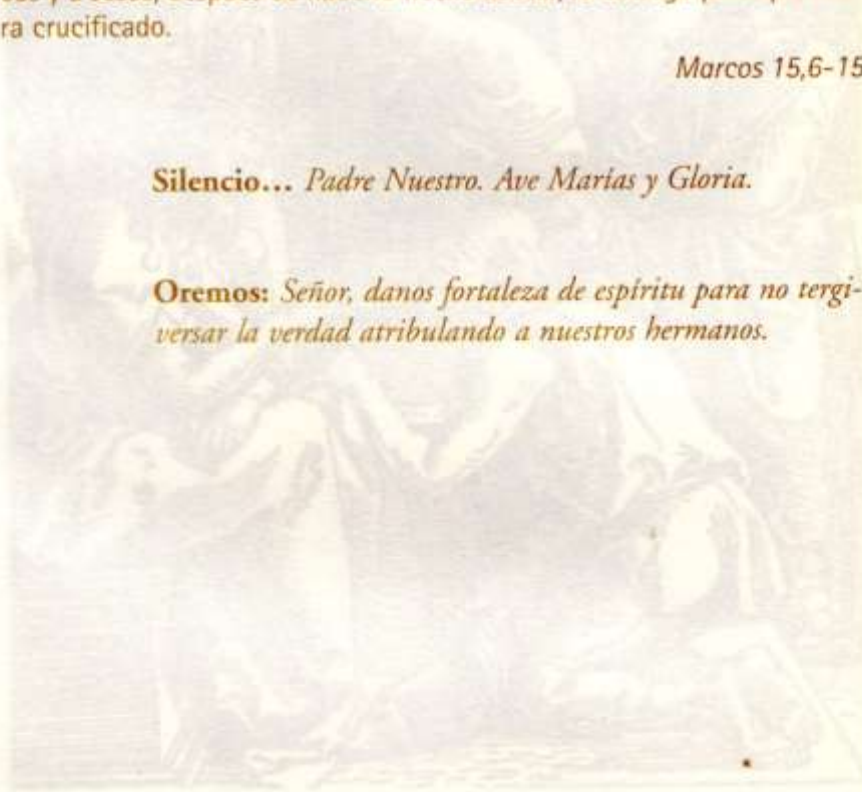 ra crucificado.
Marcos 15,6-15
Silencio... Padre Nuestro. Ave Marías y Gloria.
Oremos: Señor, danos fortaleza de espíritu para no tergi-
versar la verdad atribulando a nuestros hermanos.